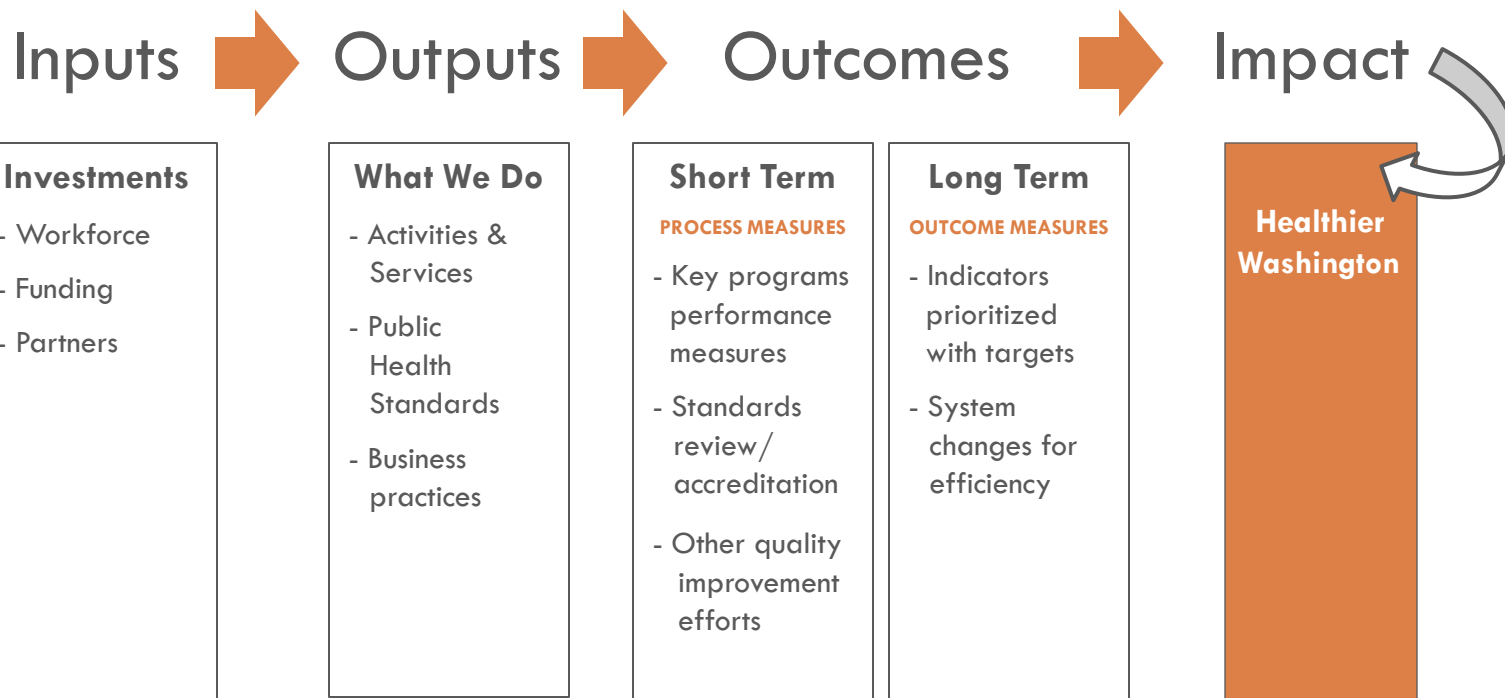 Inputs
Outputs
Outcomes
Impact
Investments
- Workforce
- Funding
- Partners
What We Do
- Activities &
Services
- Public
Health
Standards
- Business
practices
Short Term
PROCESS MEASURES
- Key programs
performance
measures
- Standards
review/
accreditation
- Other quality
improvement
efforts
Long Term
OUTCOME MEASURES
- Indicators
prioritized
with targets
- System
changes for
efficiency
Healthier
Washington